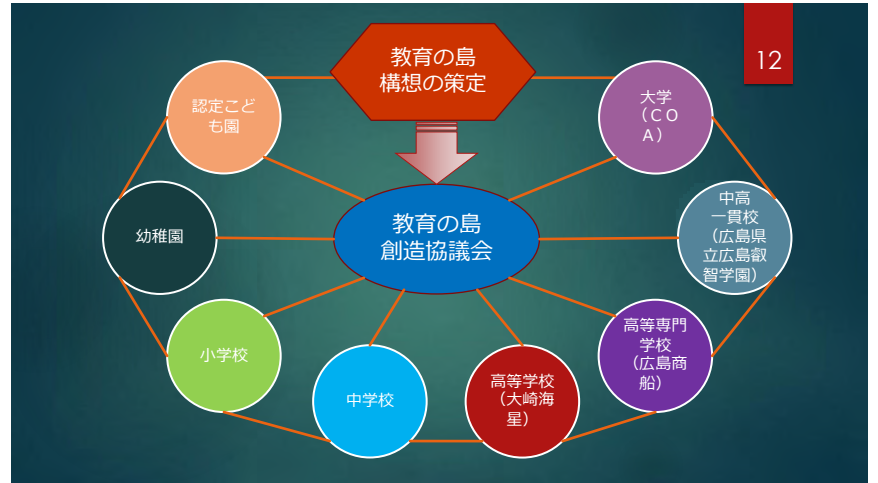 教育の島
構想の策定
12
認定こど
も園
大学
（ＣＯ
Ａ）
幼稚園
教育の島
創造協議会
中高
一貫校
（広島県
立広島叡
智学園）
小学校
中学校
高等学校
（大崎海
星）
高等専門
学校
（広島商
船）